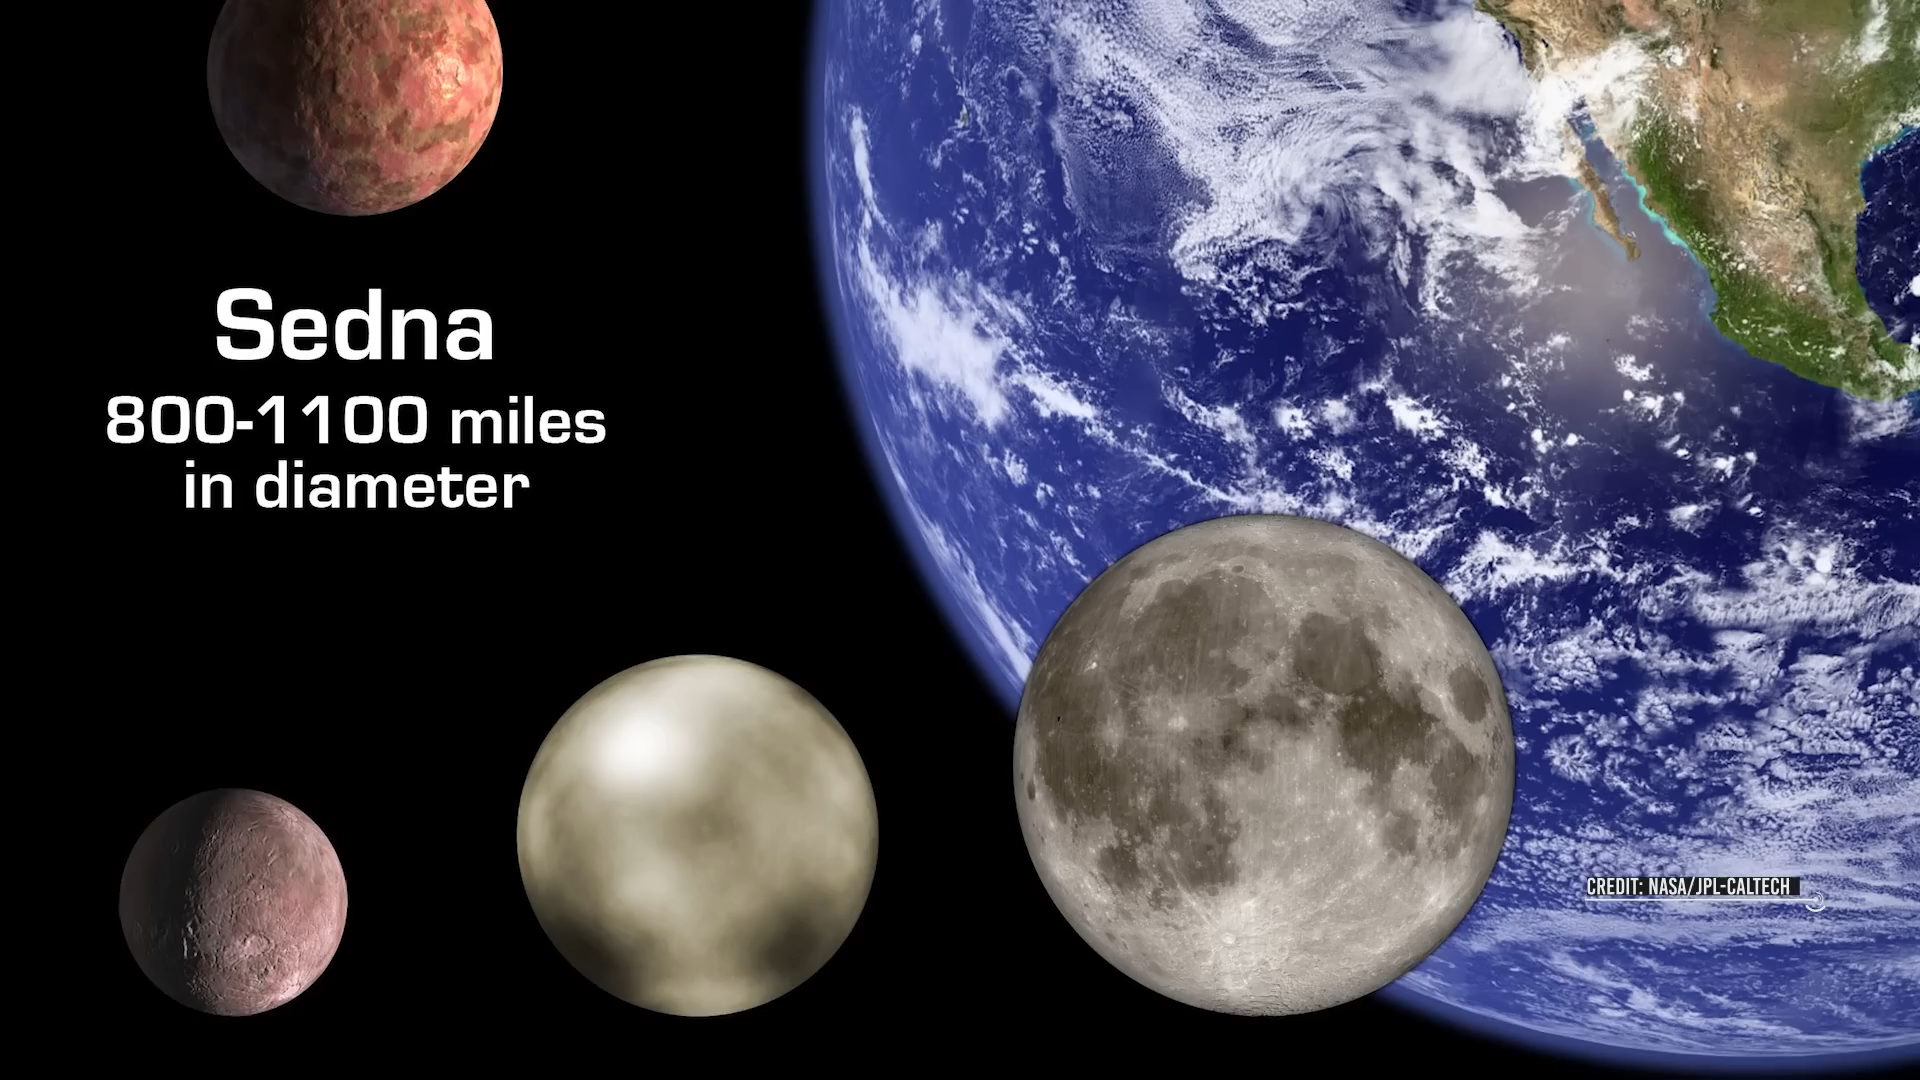 Sedna
800-1100 miles
in diameter
CREDIT: NASA/JPL-CALTECH